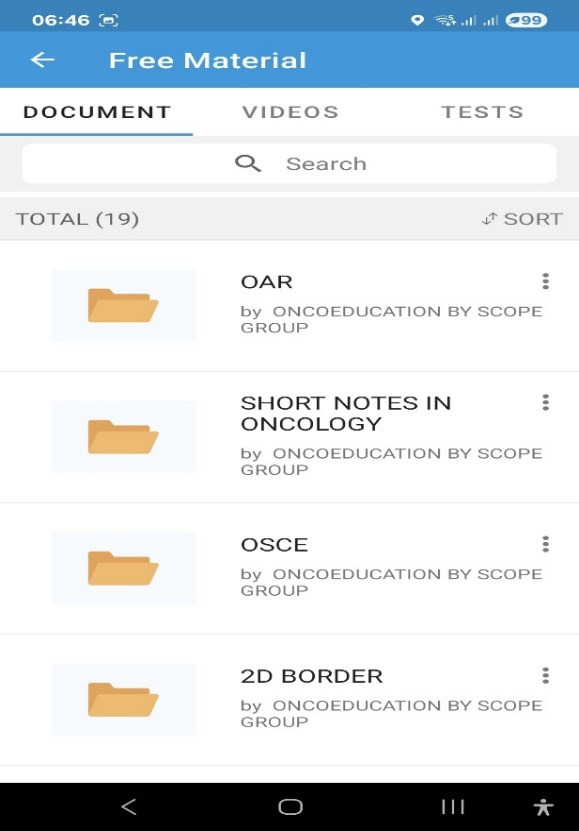 06:46
99
Free Material
DOCUMENT VIDEOS TESTS
Search
TOTAL (19) SORT
OAR
by ONCOEDUCATION BY SCOPE
GROUP
SHORT NOTES IN
ONCOLOGY
by ONCOEDUCATION BY SCOPE
GROUP
OSCE
by ONCOEDUCATION BY SCOPE
GROUP
2D BORDER
by ONCOEDUCATION BY SCOPE
GROUP